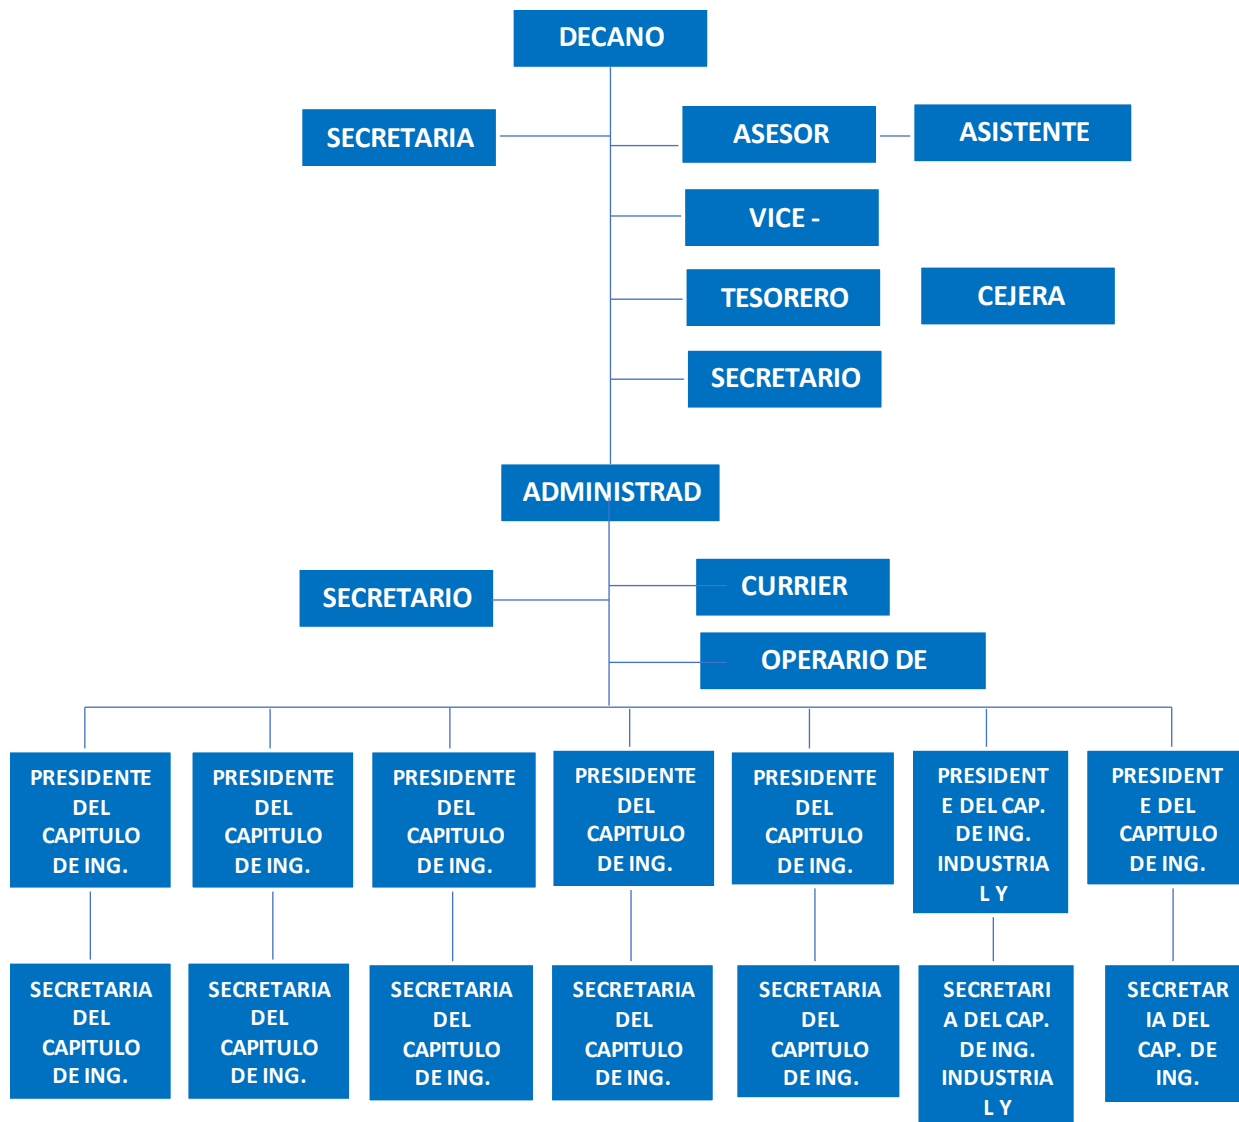 DECANO
SECRETARIA
ASESOR
ASISTENTE
VICE -
TESORERO
CEJERA
SECRETARIO
ADMINISTRAD
SECRETARIO
CURRIER
OPERARIO DE
PRESIDENTE
DEL
CAPITULO
DE ING.
PRESIDENTE
DEL
CAPITULO
DE ING.
PRESIDENTE
DEL
CAPITULO
DE ING.
PRESIDENTE
DEL
CAPITULO
DE ING.
PRESIDENTE
DEL
CAPITULO
DE ING.
PRESIDENT
E DEL CAP.
DE ING.
INDUSTRIA
L Y
PRESIDENT
E DEL
CAPITULO
DE ING.
SECRETARIA
DEL
CAPITULO
DE ING.
SECRETARIA
DEL
CAPITULO
DE ING.
SECRETARIA
DEL
CAPITULO
DE ING.
SECRETARIA
DEL
CAPITULO
DE ING.
SECRETARIA
DEL
CAPITULO
DE ING.
SECRETARI
A DEL CAP.
DE ING.
INDUSTRIA
L Y
SECRETAR
IA DEL
CAP. DE
ING.